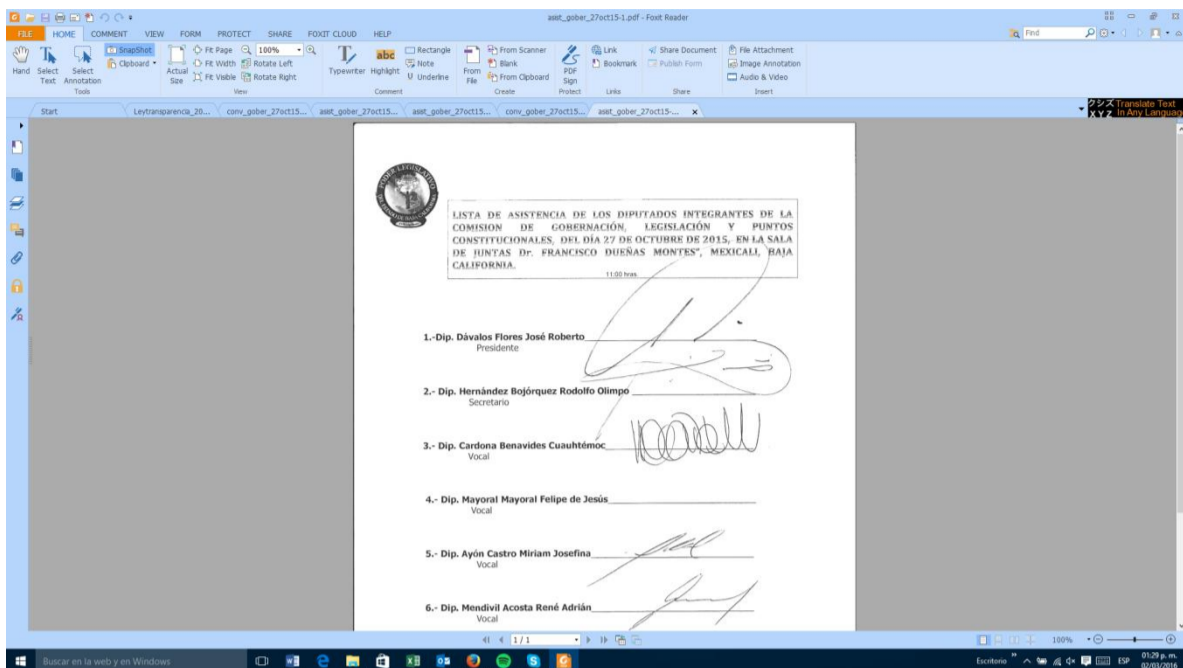 asist_gober_27oct15-1.pdf - Foxit Reader
FILE HOME COMMENT VIEW FORM PROTECT SHARE FOXIT CLOUD HELP
Find
Hand
Select Text
Select Annotation
SnapShot
Clipboard
Tools
Actual Size
Fit Page
Fit Width
Fit Visible
100%
Rotate Left
Rotate Right
View
Typewriter
Highlight
Rectangle
Note
Underline
Comment
From File
From Scanner
Blank
From Clipboard
Create
PDF Sign
Protect
Link
Bookmark
Links
Share Document
Publish Form
Share
File Attachment
Image Annotation
Audio & Video
Insert
Start Leytransparencia_20... conv_gober_27oct15... asist_gober_27oct15... asist_gober_27oct15... conv_gober_27oct15... asist_gober_27oct15-...
Translate Text
XYZ In Any Language
PODER LEGISLATIVO
LISTA DE ASISTENCIA DE LOS DIPUTADOS INTEGRANTES DE LA
COMISION DE GOBERNACIÓN, LEGISLACIÓN Y PUNTOS
CONSTITUCIONALES, DEL DÍA 27 DE OCTUBRE DE 2015, EN LA SALA
DE JUNTAS Dr. FRANCISCO DUEÑAS MONTES", MEXICALI, BAJA
CALIFORNIA.
11:00 hras.
1.-Dip. Dávalos Flores José Roberto
Presidente
2.- Dip. Hernández Bojórquez Rodolfo Olimpo
Secretario
3.- Dip. Cardona Benavides Cuauhtémoc
Vocal
4.- Dip. Mayoral Mayoral Felipe de Jesús
Vocal
5.- Dip. Ayón Castro Miriam Josefina
Vocal
6.- Dip. Mendivil Acosta René Adrián
Vocal
1 / 1
100%
Buscar en la web y en Windows
Escritorio
ESP
01:29 p. m.
02/03/2016